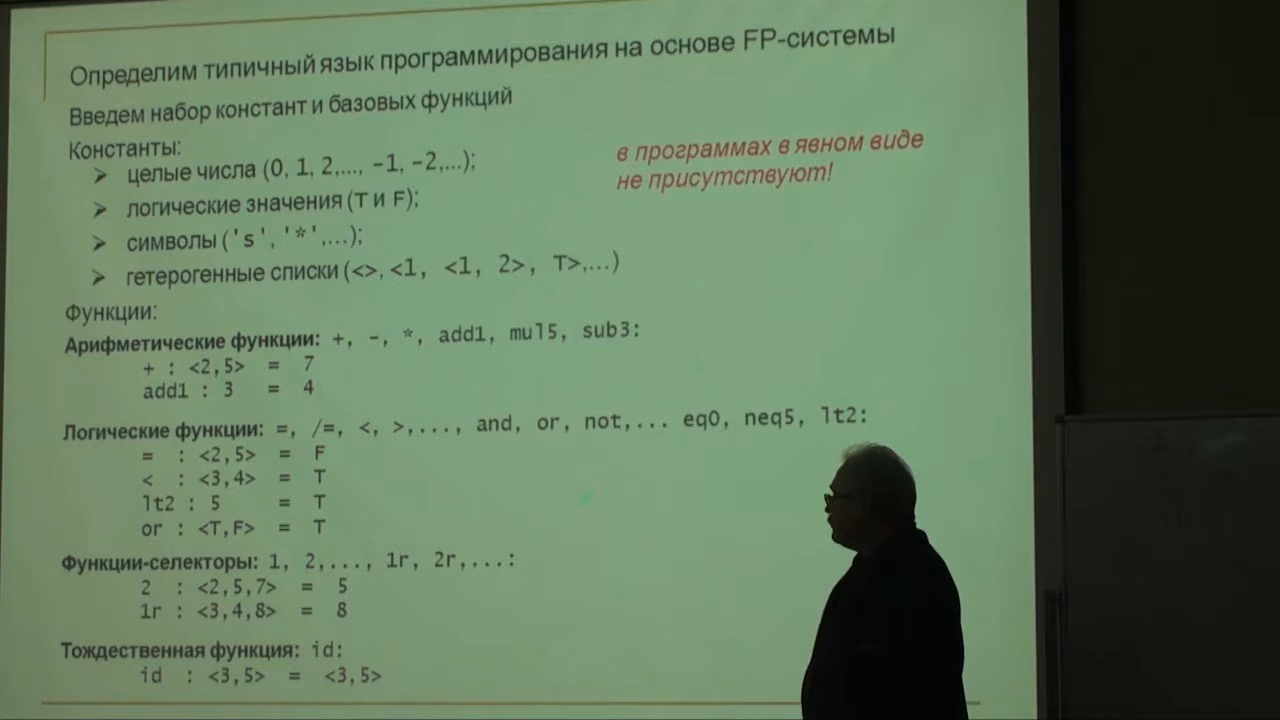 Определим типичный язык программирования на основе FP-системы
Введем набор констант и базовых функций
Константы:
в программах в явном виде
не присутствуют!
➢ целые числа (0, 1, 2,..., -1, -2,...);
➢ логические значения (T и F);
➢ символы ('s', '*',...);
➢ гетерогенные списки (<>, <1, <1, 2>, T>,...)
Функции:
Арифметические функции: +, -, *, add1, mul5, sub3:
+ : <2,5> = 7
add1 : 3 = 4
Логические функции: =, /=, <, >,..., and, or, not,... eq0, neq5, lt2:
= : <2,5> = F
< : <3,4> = T
lt2 : 5 = T
or : <T,F> = T
Функции-селекторы: 1, 2,..., 1r, 2r,...:
2 : <2,5,7> = 5
1r : <3,4,8> = 8
Тождественная функция: id:
id : <3,5> = <3,5>